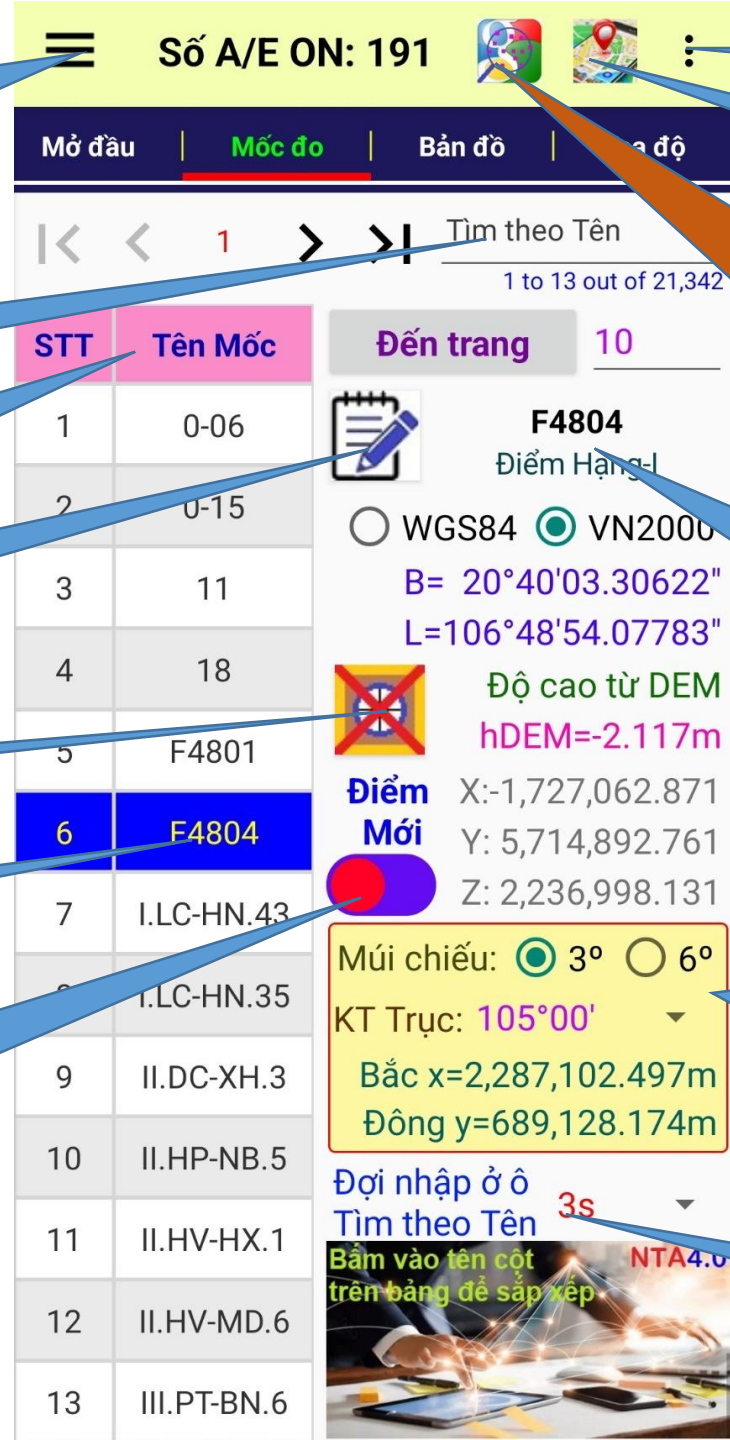 Số A/E ON: 191
Mở đầu | Mốc đo | Bản đồ | độ
1
Tìm theo Tên
1 to 13 out of 21,342
STT Tên Mốc
Đến trang 10
1 0-06
2 0-15
3 11
4 18
5 F4801
6 F4804
7 I.LC-HN.43
I.LC-HN.35
9 II.DC-XH.3
10 II.HP-NB.5
11 II.HV-HX.1
12 II.HV-MD.6
13 III.PT-BN.6
F4804
Điểm Hạng-I
WGS84 VN2000
B= 20°40'03.30622"
L=106°48'54.07783"
Độ cao từ DEM
hDEM=-2.117m
Điểm
Mới
X:-1,727,062.871
Y: 5,714,892.761
Z: 2,236,998.131
Múi chiếu: 3º 6º
KT Trục: 105°00'
Bắc x=2,287,102.497m
Đông y=689,128.174m
Đợi nhập ở ô
Tìm theo Tên 3s
Bấm vào tên cột
trên bảng để sắp xếp
NTA4.0